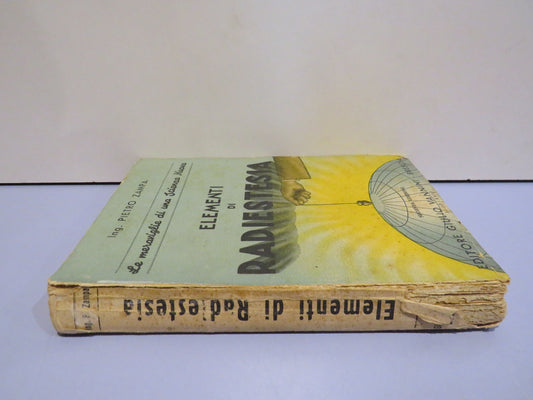 Ing. PIETRO ZAMPA
Le meraviglie di una Scienza Nuova
ELEMENTI
DI
RADIESTESIA
Elementi di Radiestesia